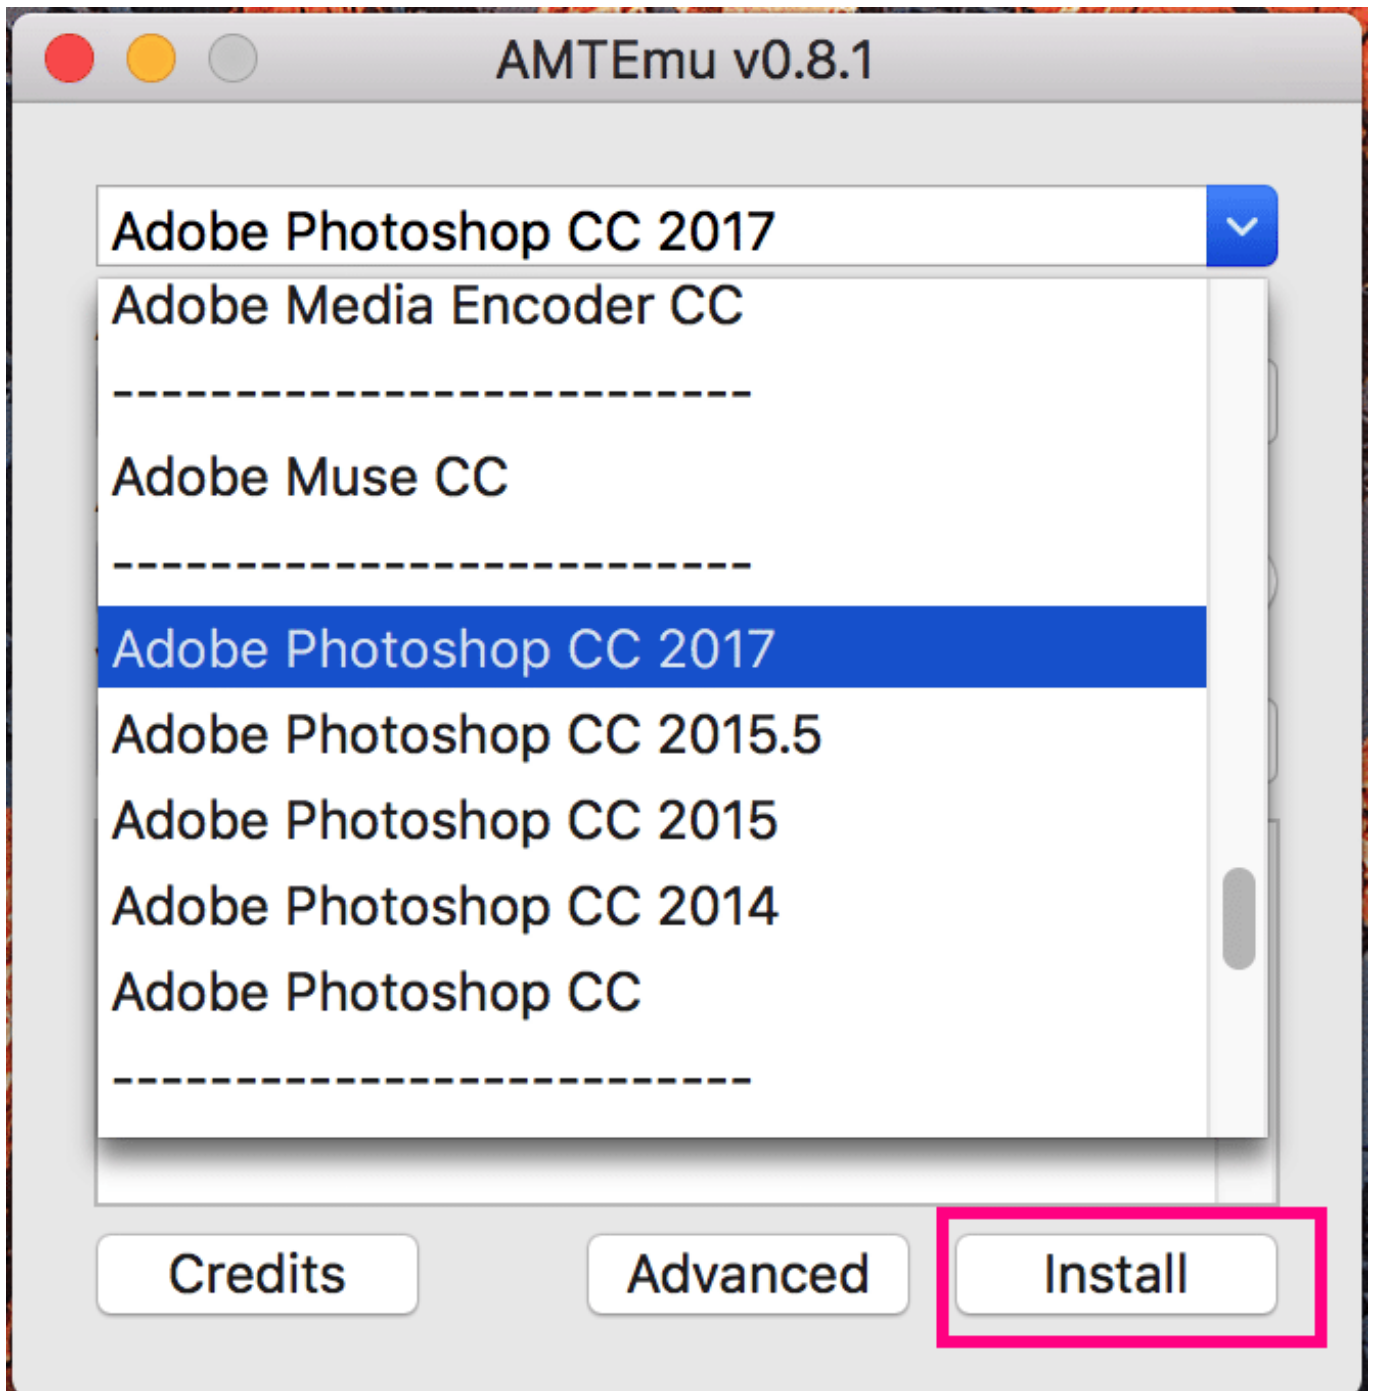 AMTEmu v0.8.1
Adobe Photoshop CC 2017
Adobe Media Encoder CC
---------------------------
Adobe Muse CC
---------------------------
Adobe Photoshop CC 2017
Adobe Photoshop CC 2015.5
Adobe Photoshop CC 2015
Adobe Photoshop CC 2014
Adobe Photoshop CC
---------------------------
Credits
Advanced
Install